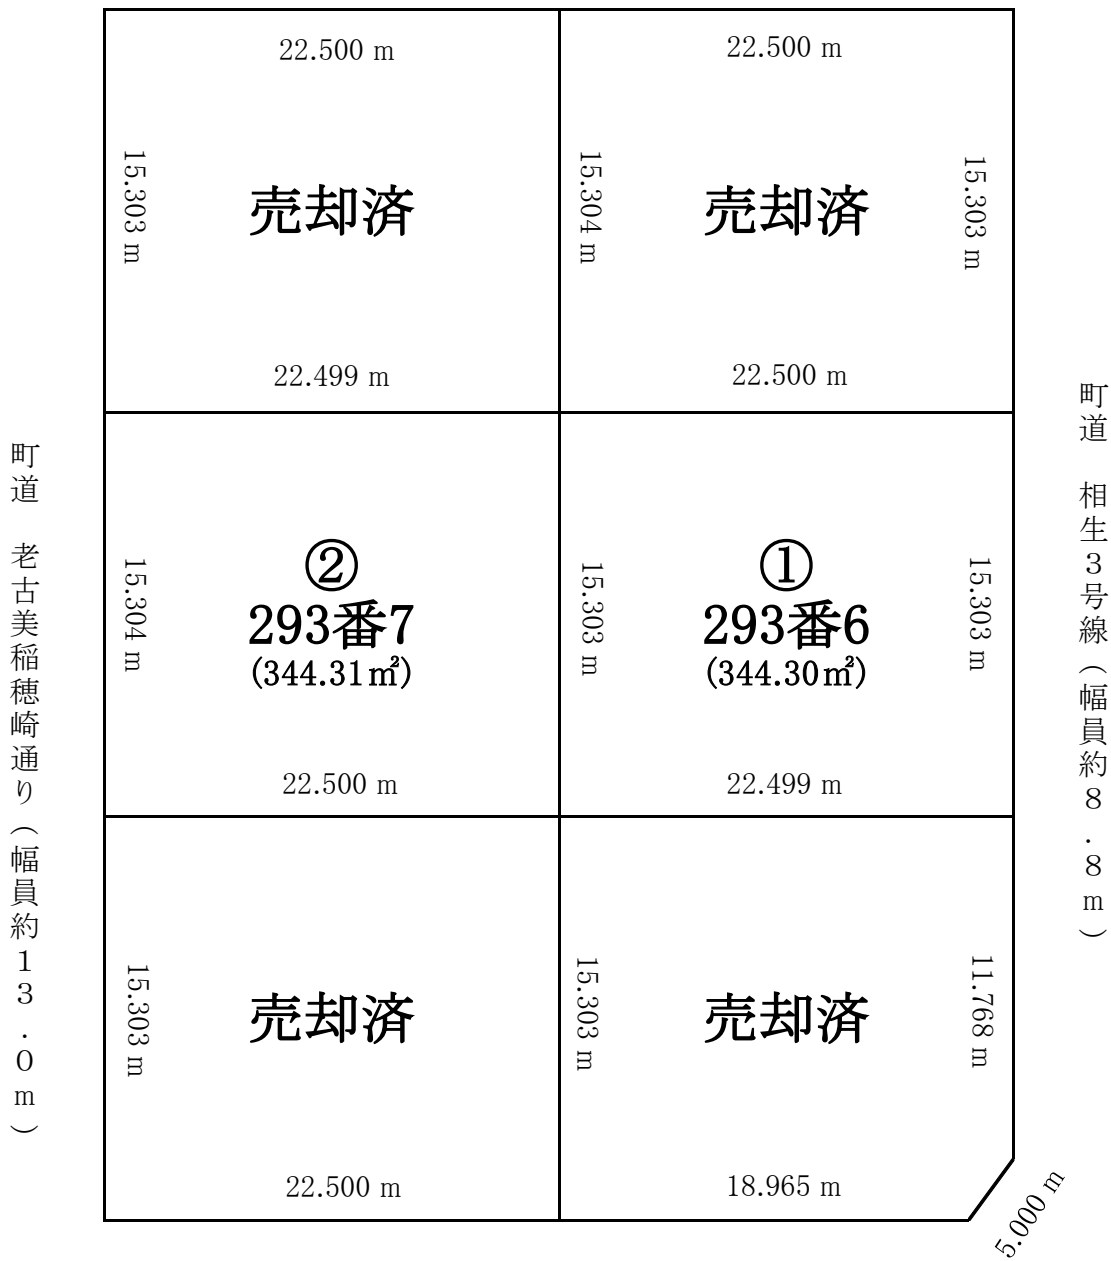 22.500 m
22.500 m
15.303 m
売却済
15.304 m
売却済
15.303 m
22.499 m
22.500 m
町道　老古美稲穂崎通り（幅員約１３．０ｍ）
町道　相生３号線（幅員約８．８ｍ）
15.304 m
②
293番7
(344.31㎡)
15.303 m
①
293番6
(344.30㎡)
15.303 m
22.500 m
22.499 m
15.303 m
売却済
15.303 m
売却済
11.768 m
22.500 m
18.965 m
5.000 m